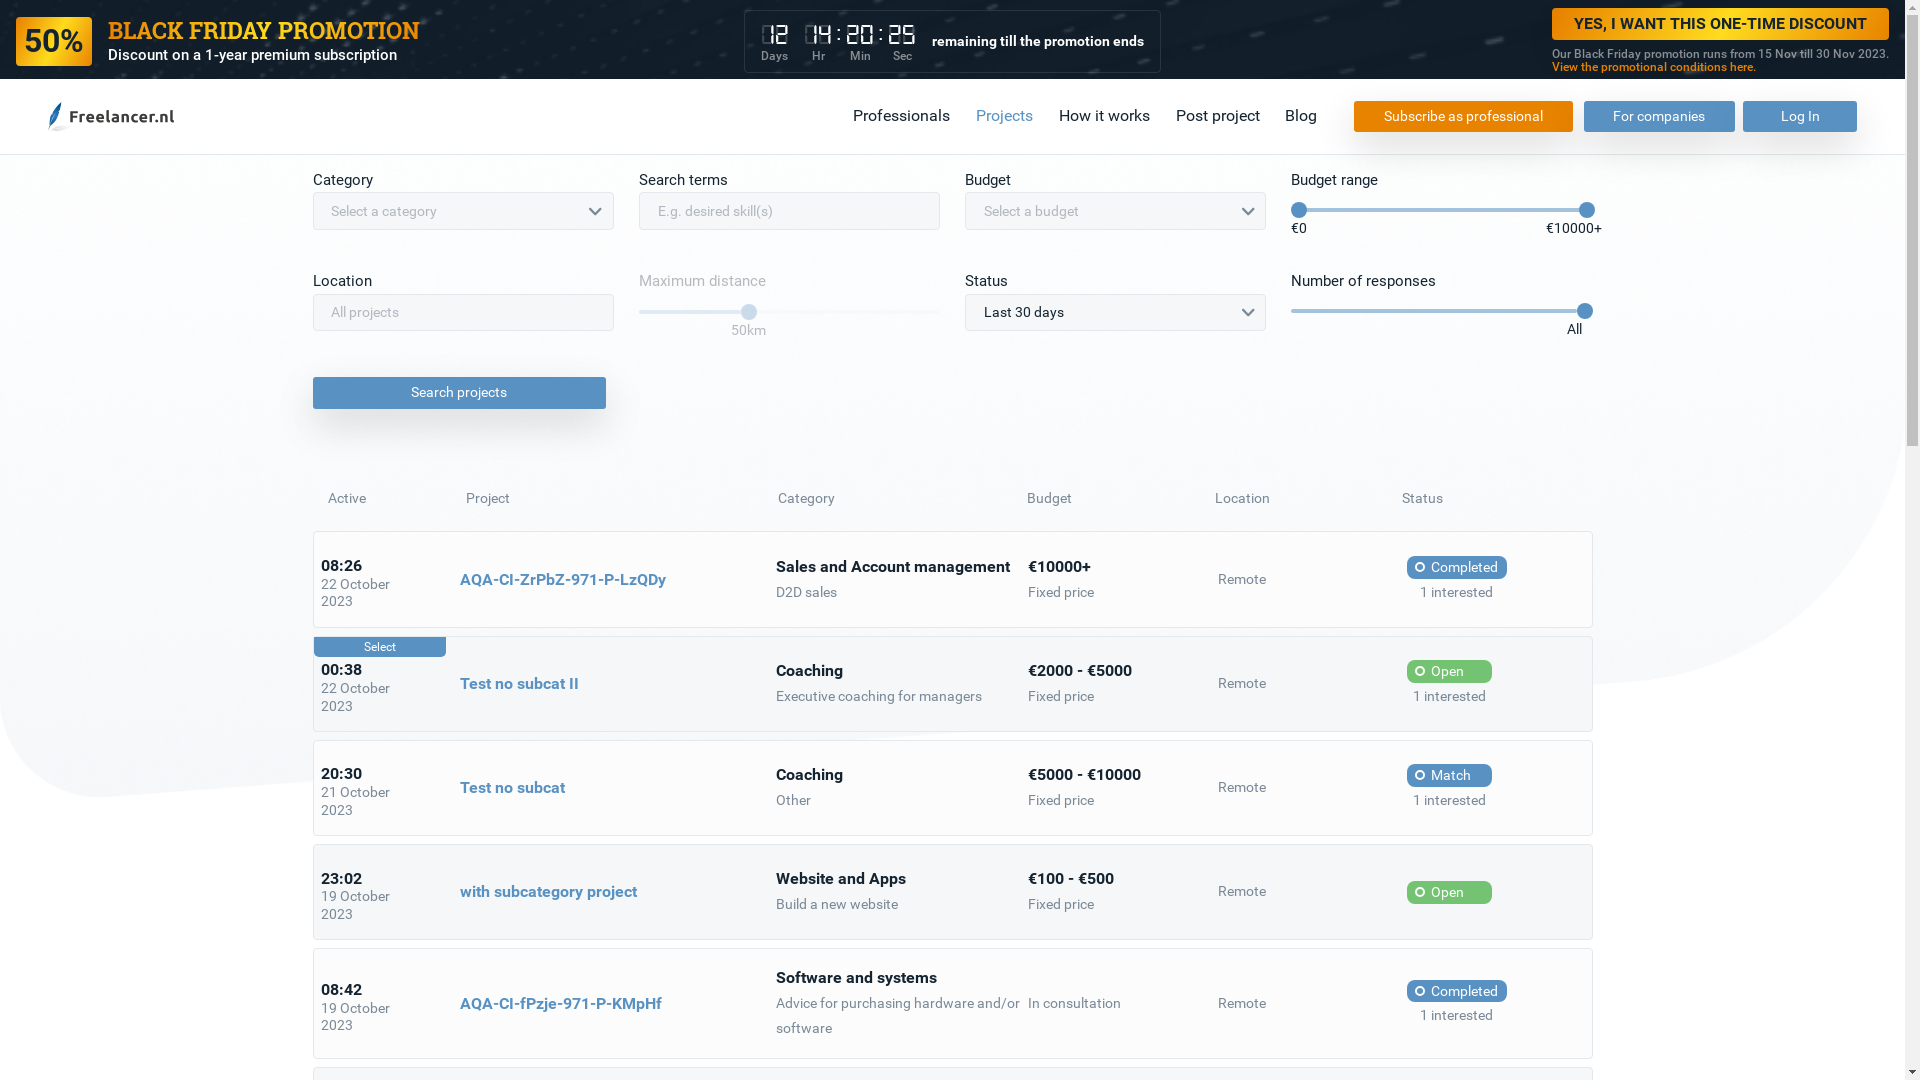 50%
BLACK FRIDAY PROMOTION
Discount on a 1-year premium subscription
12 14 : 20 : 25
Days Hr Min Sec
remaining till the promotion ends
YES, I WANT THIS ONE-TIME DISCOUNT
Our Black Friday promotion runs from 15 Nov till 30 Nov 2023.
View the promotional conditions here.
Freelancer.nl
Professionals Projects How it works Post project Blog Subscribe as professional For companies Log In
Category Search terms Budget Budget range
Select a category E.g. desired skill(s) Select a budget
€0 €10000+
Location Maximum distance Status Number of responses
All projects Last 30 days
50km All
Search projects
Active Project Category Budget Location Status
08:26
22 October
2023
AQA-CI-ZrPbZ-971-P-LzQDy
Sales and Account management
D2D sales
€10000+
Fixed price
Remote
Completed
1 interested
Select
00:38
22 October
2023
Test no subcat II
Coaching
Executive coaching for managers
€2000 - €5000
Fixed price
Remote
Open
1 interested
20:30
21 October
2023
Test no subcat
Coaching
Other
€5000 - €10000
Fixed price
Remote
Match
1 interested
23:02
19 October
2023
with subcategory project
Website and Apps
Build a new website
€100 - €500
Fixed price
Remote
Open
08:42
19 October
2023
AQA-CI-fPzje-971-P-KMpHf
Software and systems
Advice for purchasing hardware and/or
software
In consultation
Remote
Completed
1 interested